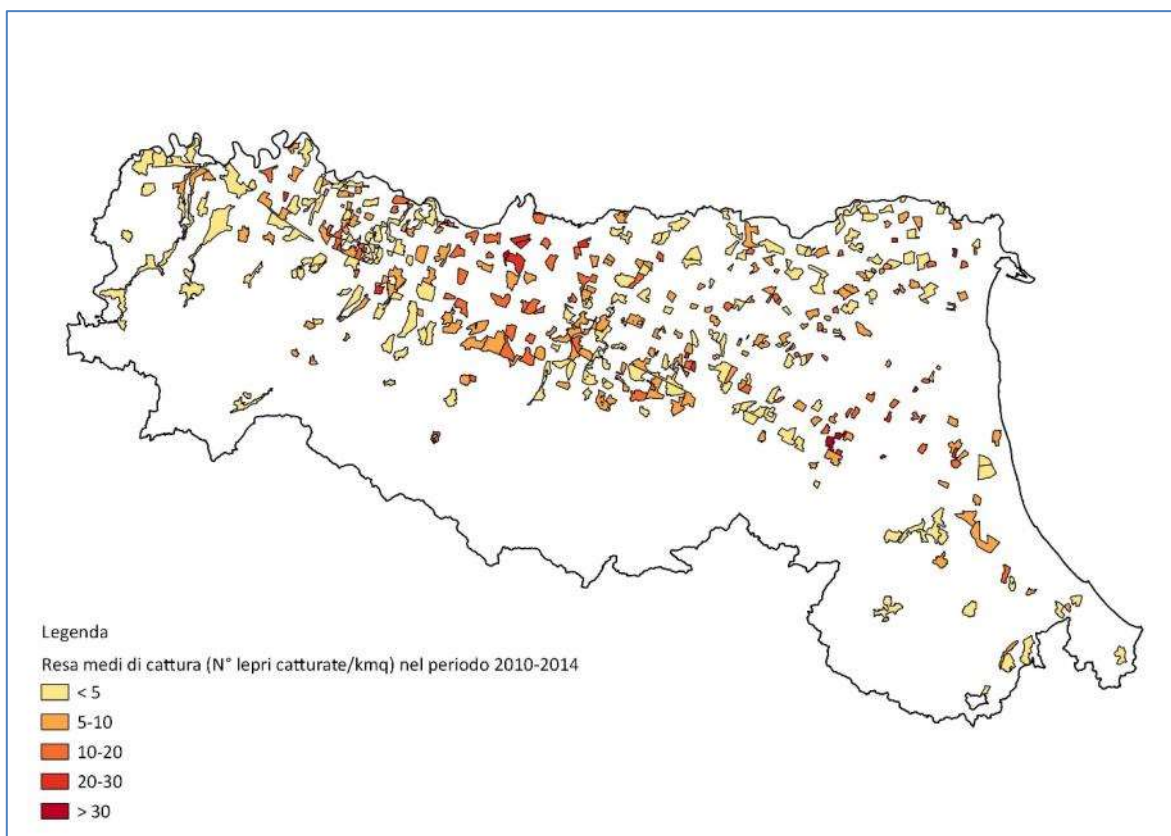 Legenda
Resa medi di cattura (N° lepri catturate/kmq) nel periodo 2010-2014
< 5
5-10
10-20
20-30
> 30